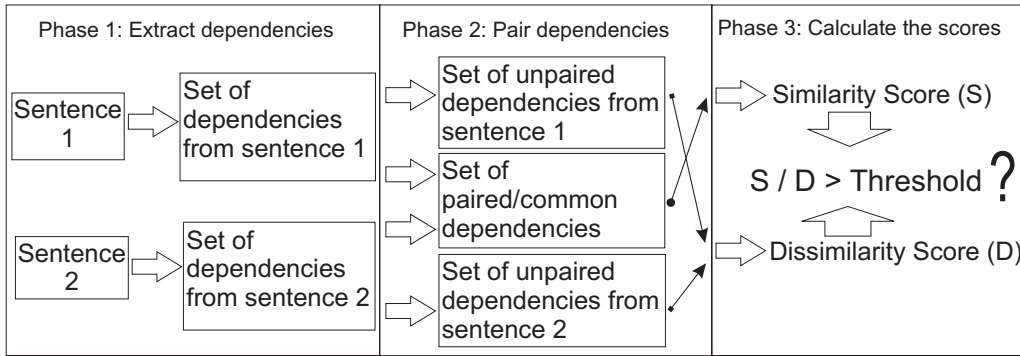 Phase 1: Extract dependencies
Sentence
1
Set of
dependencies
from sentence 1
Sentence
2
Set of
dependencies
from sentence 2
Phase 2: Pair dependencies
Set of unpaired
dependencies from
sentence 1
Set of
paired/common
dependencies
Set of unpaired
dependencies from
sentence 2
Phase 3: Calculate the scores
Similarity Score (S)
S / D > Threshold ?
Dissimilarity Score (D)